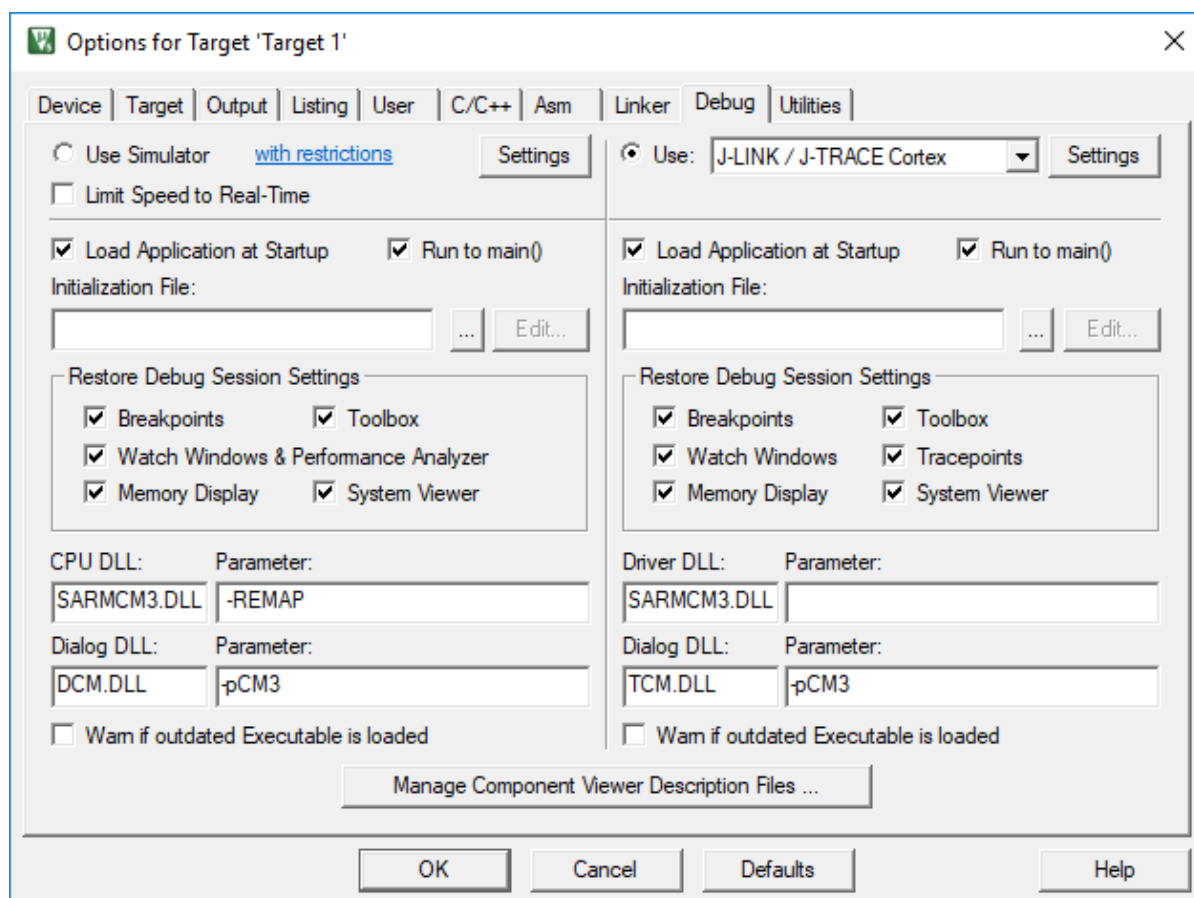 Options for Target 'Target 1'
Device Target Output Listing User C/C++ Asm Linker Debug Utilities
Use Simulator with restrictions Settings
Limit Speed to Real-Time
Load Application at Startup Run to main()
Initialization File:
... Edit...
Restore Debug Session Settings
Breakpoints Toolbox
Watch Windows & Performance Analyzer
Memory Display System Viewer
CPU DLL: Parameter:
SARMCM3.DLL -REMAP
Dialog DLL: Parameter:
DCM.DLL -pCM3
Warn if outdated Executable is loaded
Use: J-LINK / J-TRACE Cortex Settings
Load Application at Startup Run to main()
Initialization File:
... Edit...
Restore Debug Session Settings
Breakpoints Toolbox
Watch Windows Tracepoints
Memory Display System Viewer
Driver DLL: Parameter:
SARMCM3.DLL
Dialog DLL: Parameter:
TCM.DLL -pCM3
Warn if outdated Executable is loaded
Manage Component Viewer Description Files ...
OK Cancel Defaults Help